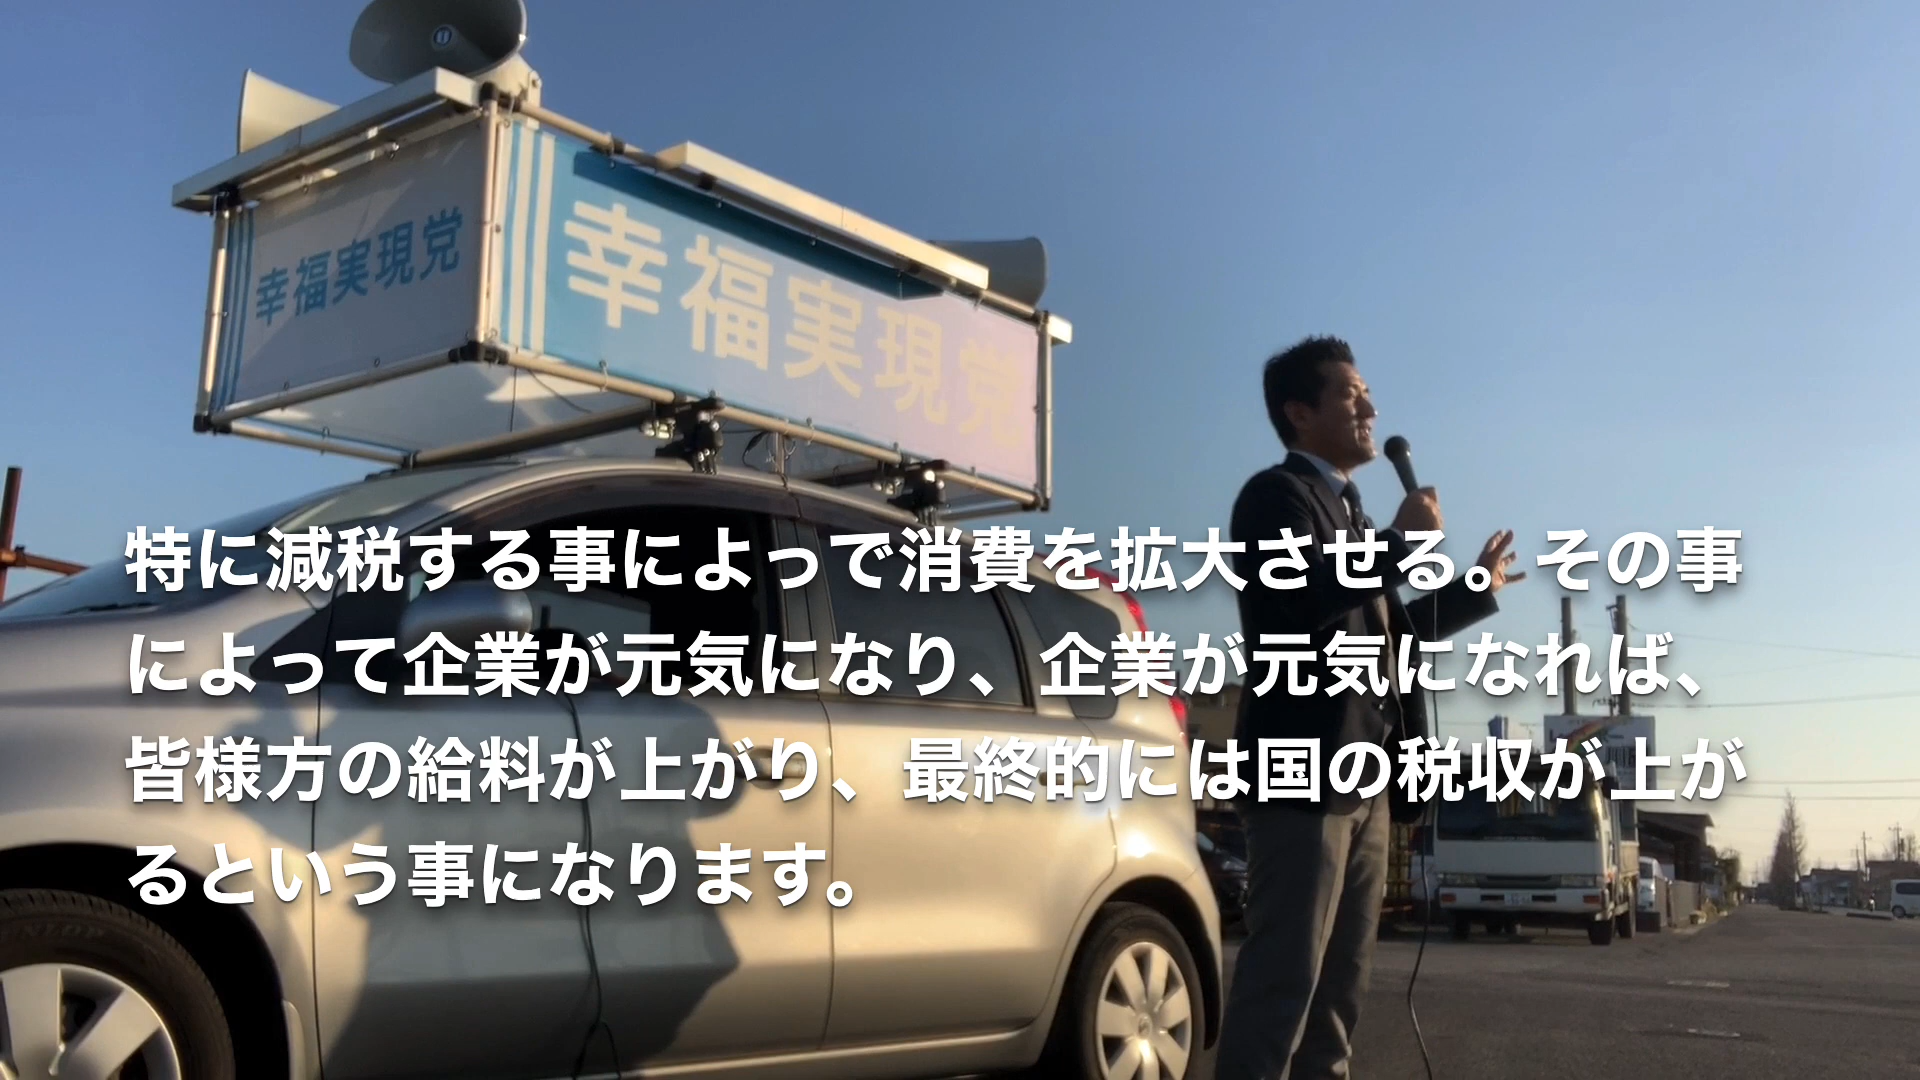 幸福実現党
幸福実現党
特に減税する事によって消費を拡大させる。その事
によって企業が元気になり、企業が元気になれば、
皆様方の給料が上がり、最終的には国の税収が上が
るという事になります。
DUNLOP